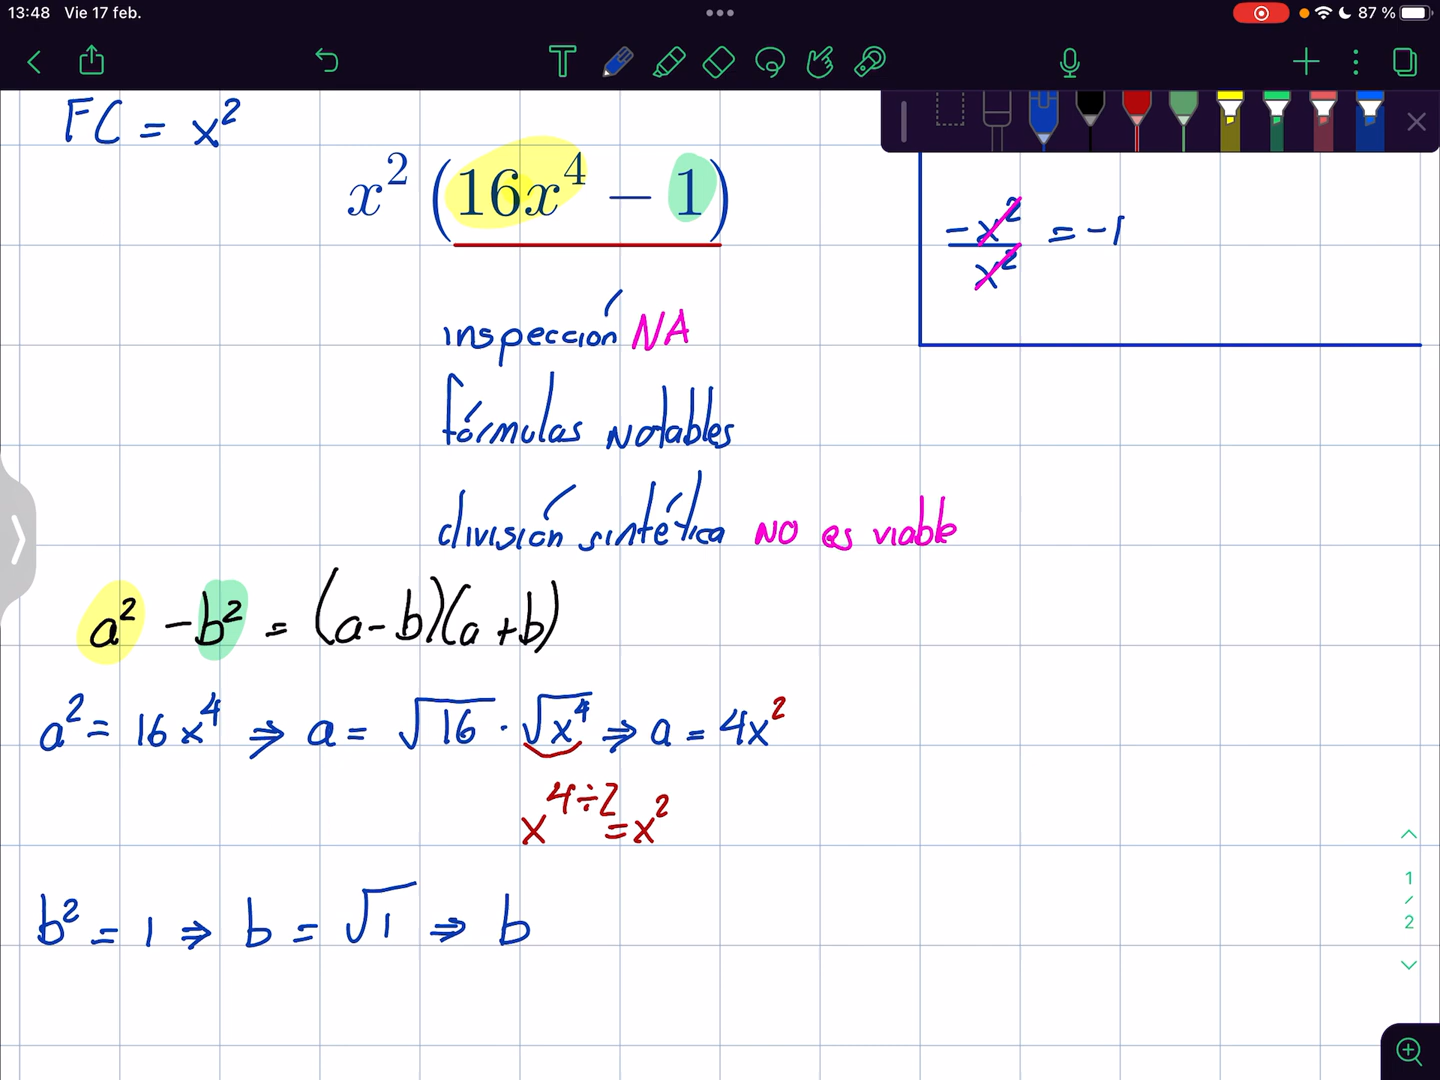 13:48 Vie 17 feb.
87 %
FC = x²
x² (16x⁴ − 1)
-x²
x²
= -1
inspección NA
fórmulas notables
división sintética NO es viable
a² - b² = (a - b)(a + b)
a² = 16x⁴ ⇒ a = √16 · √x⁴ ⇒ a = 4x²
x⁴÷² = x²
b² = 1 ⇒ b = √1 ⇒ b
1
/
2